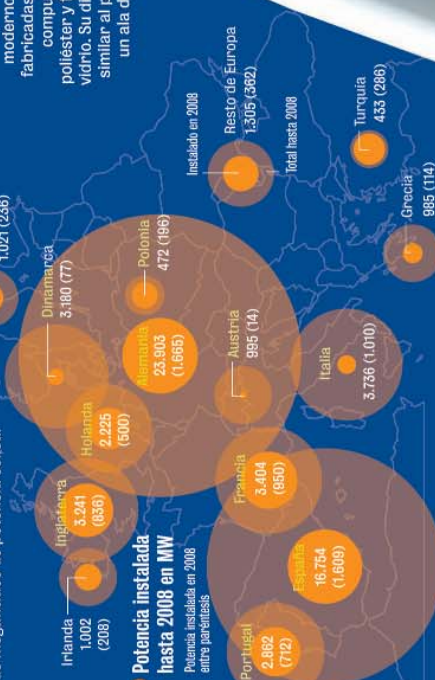 moderno
fabricadas
compu
poliéster y
vidrio. Su di
similar al p
un ala d
1.021 (236)
Dinamarca
3.180 (77)
Polonia
472 (196)
Alemania
23.903
(1.665)
Holanda
2.225
(500)
Inglaterra
3.241
(836)
Irlanda
1.002
(208)
Potencia instalada
hasta 2008 en MW
Potencia instalada en 2008
entre paréntesis
Instalado en 2008
Resto de Europa
1.305 (362)
Total hasta 2008
Turquía
433 (286)
Grecia
985 (114)
Austria
995 (14)
Italia
3.736 (1.010)
Francia
3.404
(950)
España
16.754
(1.609)
Portugal
2.862
(712)